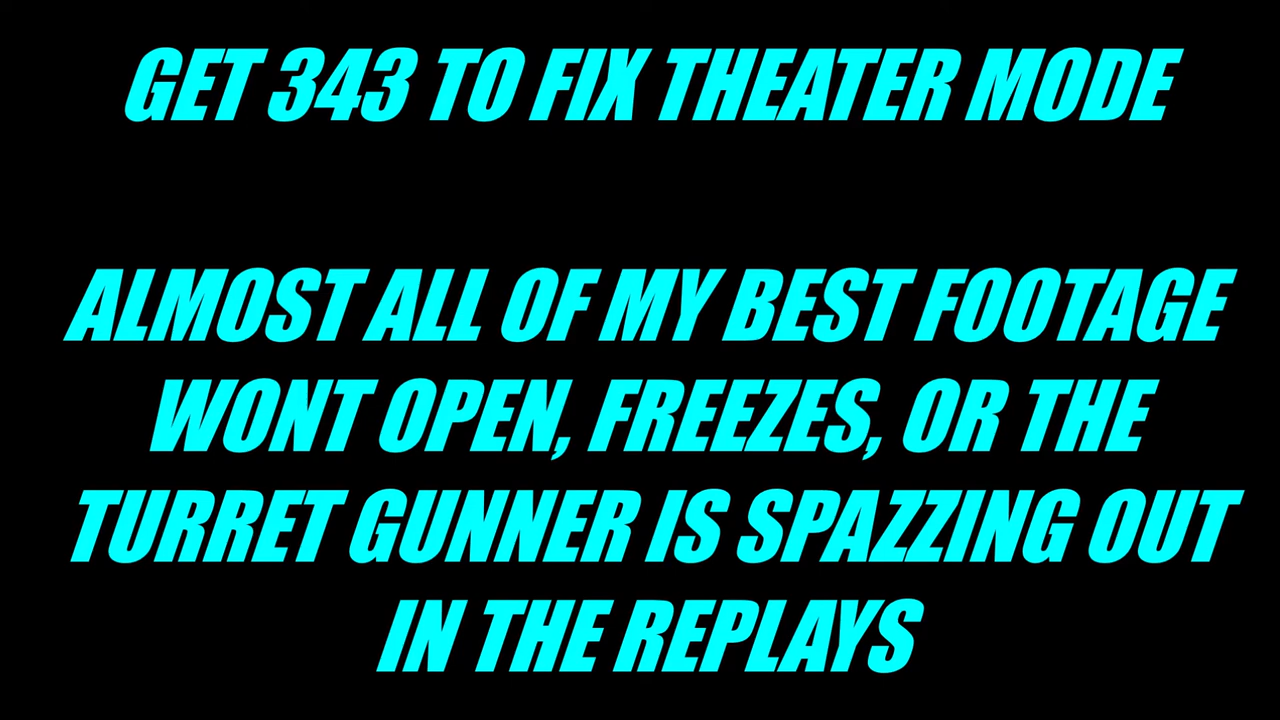 GET 343 TO FIX THEATER MODE
ALMOST ALL OF MY BEST FOOTAGE
WONT OPEN, FREEZES, OR THE
TURRET GUNNER IS SPAZZING OUT
IN THE REPLAYS